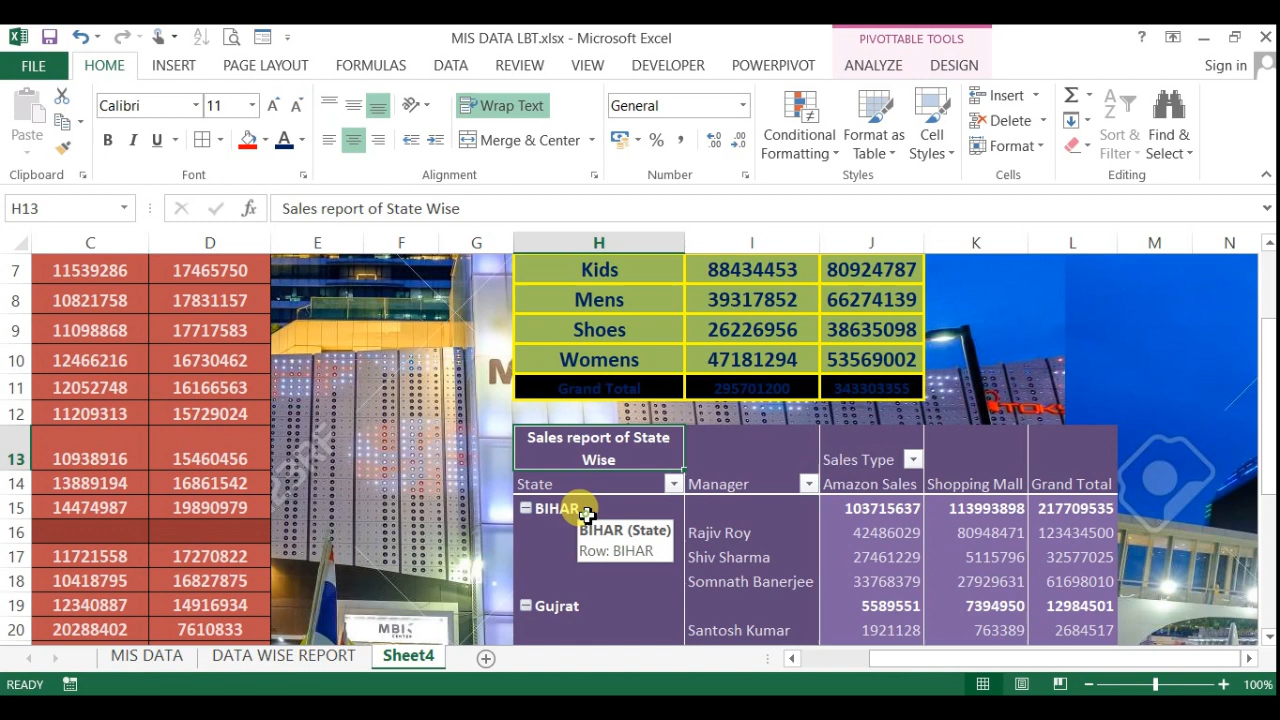 MIS DATA LBT.xlsx - Microsoft Excel
PIVOTTABLE TOOLS
FILE HOME INSERT PAGE LAYOUT FORMULAS DATA REVIEW VIEW DEVELOPER POWERPIVOT ANALYZE DESIGN Sign in
Calibri 11 Wrap Text General Insert
Paste Merge & Center Conditional Formatting Format as Table Cell Styles Delete Sort & Filter Find & Select
Format
Clipboard Font Alignment Number Styles Cells Editing
H13 Sales report of State Wise
C D E F G H I J K L M N
7 11539286 17465750 Kids 88434453 80924787
8 10821758 17831157 Mens 39317852 66274139
9 11098868 17717583 Shoes 26226956 38635098
10 12466216 16730462 Womens 47181294 53569002
11 12052748 16166563 Grand Total 295701200 343303355
12 11209313 15729024
13 10938916 15460456 Sales report of State Wise Sales Type
14 13889194 16861542 State Manager Amazon Sales Shopping Mall Grand Total
15 14474987 19890979 BIHAR 103715637 113993898 217709535
16 Rajiv Roy 42486029 80948471 123434500
17 11721558 17270822 Shiv Sharma 27461229 5115796 32577025
18 10418795 16827875 Somnath Banerjee 33768379 27929631 61698010
19 12340887 14916934 Gujrat 5589551 7394950 12984501
20 20288402 7610833 Santosh Kumar 1921128 763389 2684517
BIHAR (State)
Row: BIHAR
MBK
CENTER
MIS DATA DATA WISE REPORT Sheet4
READY 100%